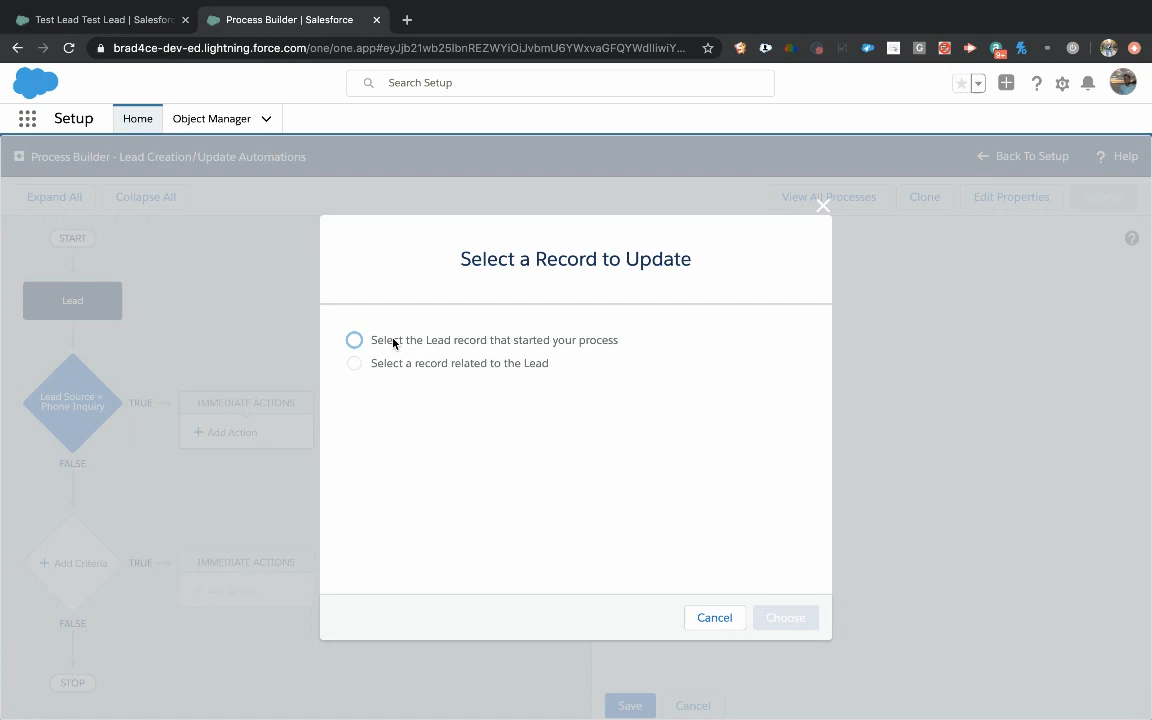 Test Lead Test Lead | Salesforc
Process Builder | Salesforce
brad4ce-dev-ed.lightning.force.com/one/one.app#eyJjb21wb25lbnREZWYiOiJvbmU6YWxvaGFQYWdlIiwiY...
9+
Search Setup
Setup
Home
Object Manager
Process Builder - Lead Creation/Update Automations
Back To Setup
? Help
Expand All
Collapse All
View All Processes
Clone
Edit Properties
START
Lead
Lead Source =
Phone Inquiry
TRUE
IMMEDIATE ACTIONS
+ Add Action
FALSE
+ Add Criteria
TRUE
IMMEDIATE ACTIONS
FALSE
STOP
Select a Record to Update
Select the Lead record that started your process
Select a record related to the Lead
Cancel
Choose
Save
Cancel